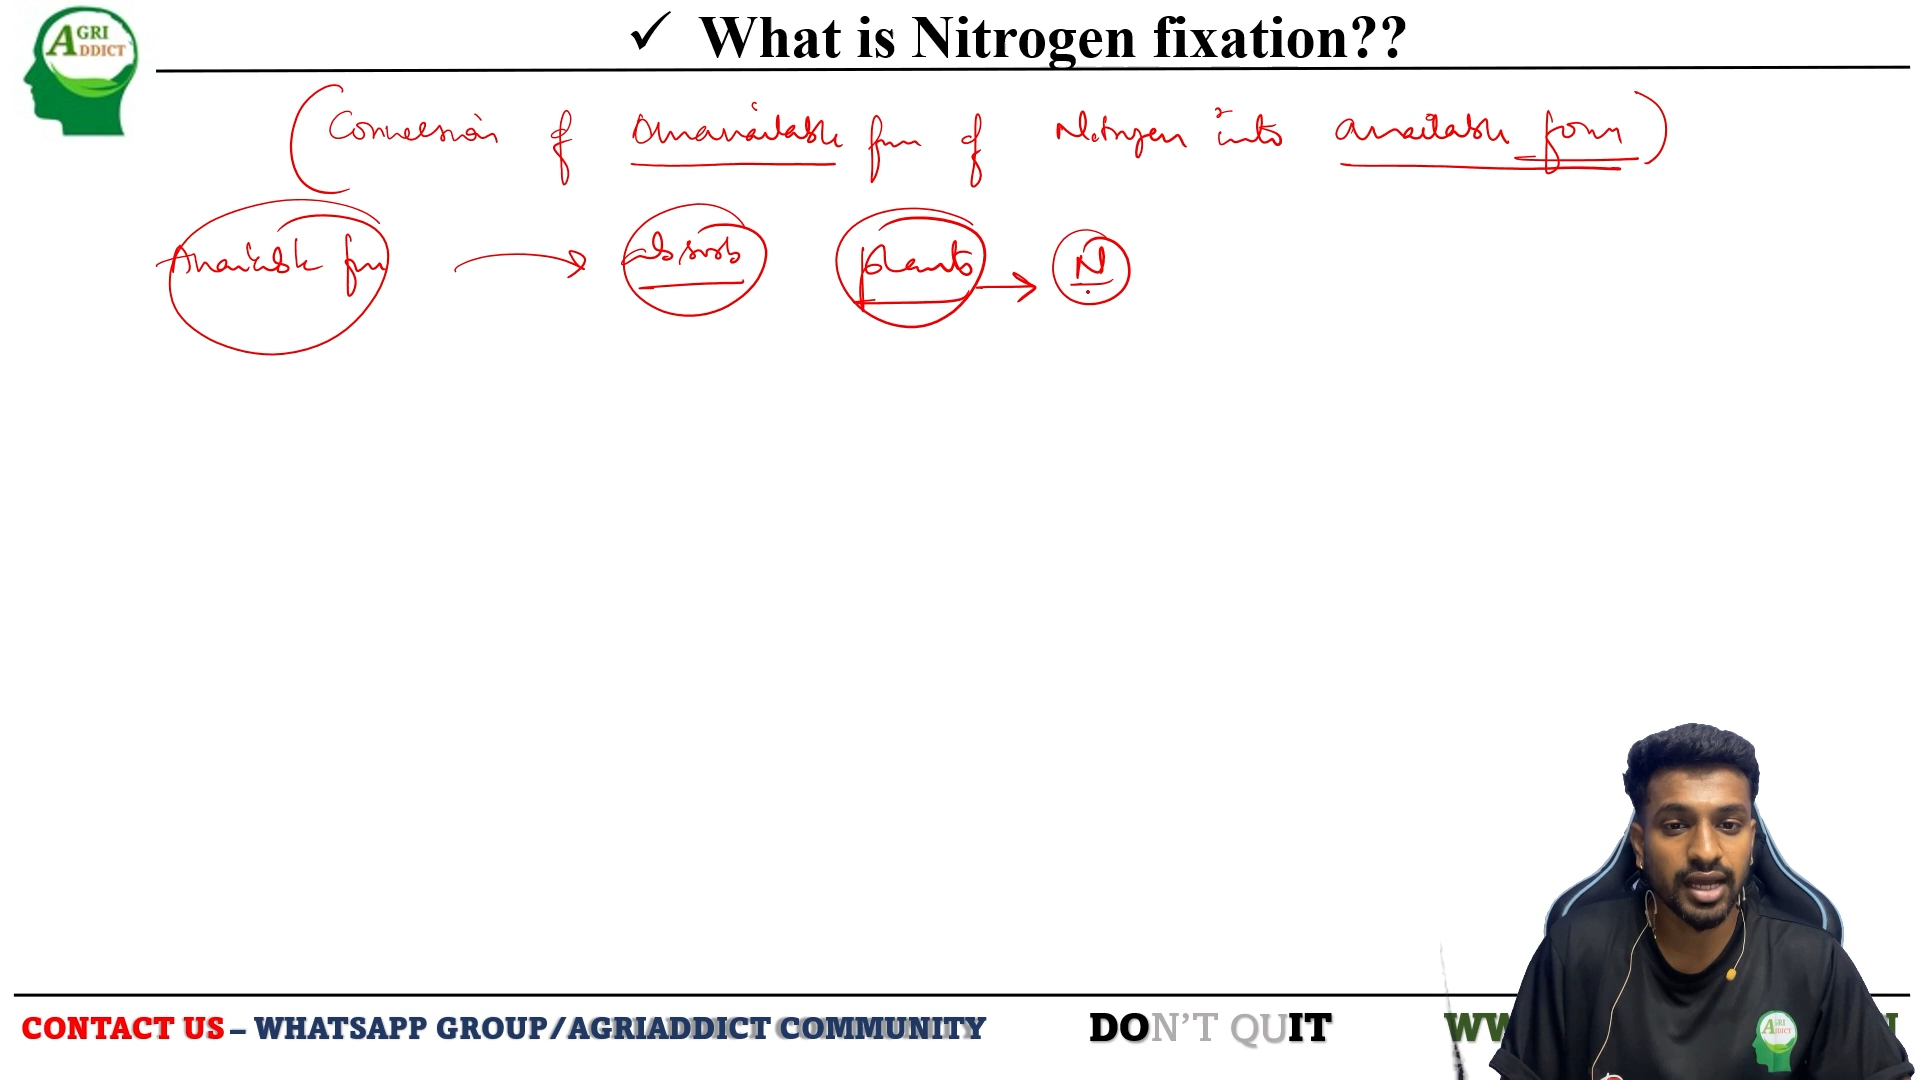 AGRI
ADDICT
✓ What is Nitrogen fixation??
(Conversion of unavailable form of Nitrogen into available form)
Available form → absorb plants → N
CONTACT US – WHATSAPP GROUP/AGRIADDICT COMMUNITY DON'T QUIT